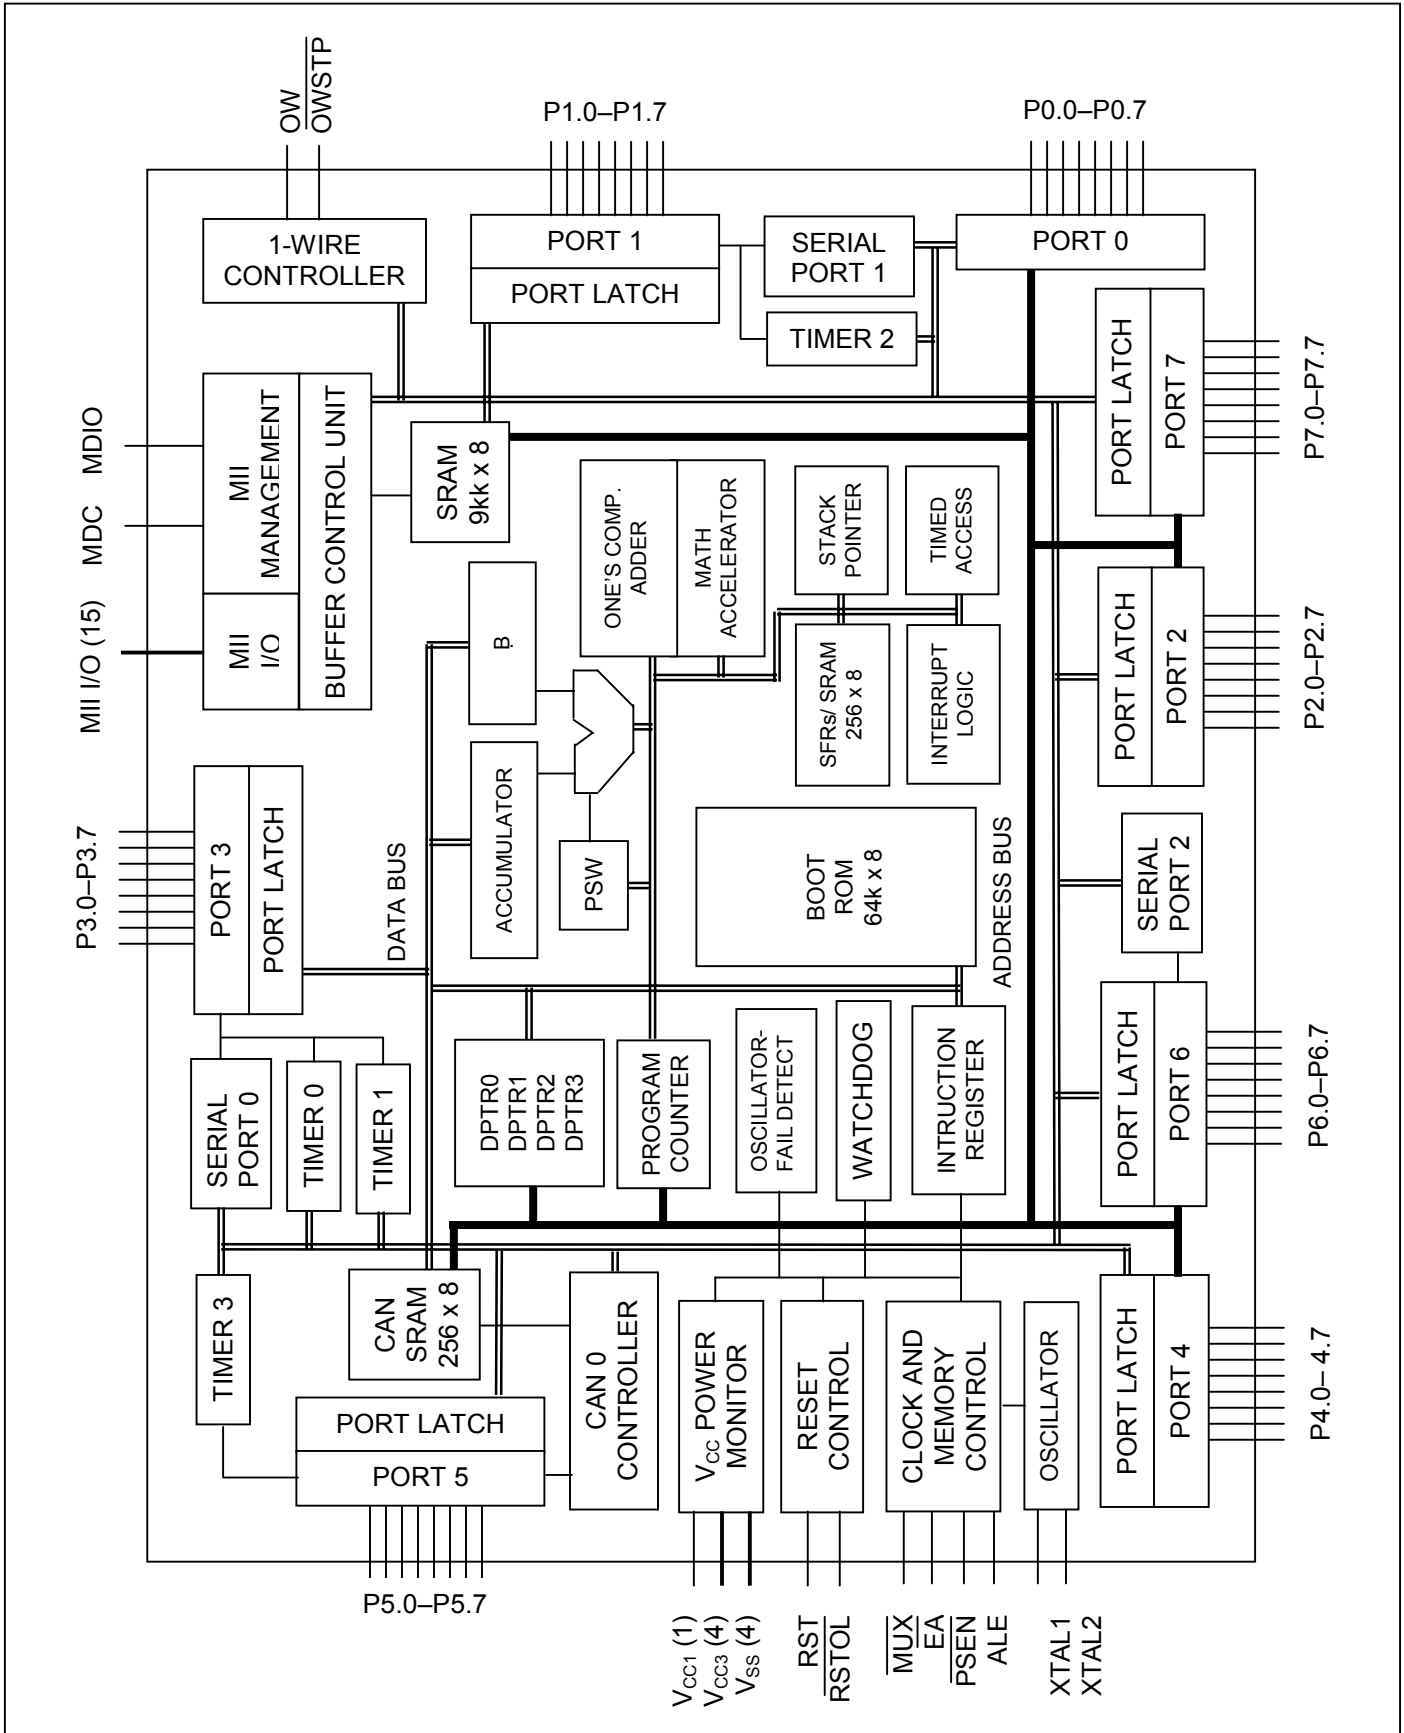 OW
OWSTP
P1.0–P1.7
P0.0–P0.7
1-WIRE
CONTROLLER
PORT 1
PORT LATCH
SERIAL
PORT 1
TIMER 2
PORT 0
MDIO
MDC
MII I/O (15)
MII
MANAGEMENT
MII
I/O
BUFFER CONTROL UNIT
SRAM
9kk x 8
PORT LATCH
PORT 7
P7.0–P7.7
B
ONE'S COMP.
ADDER
MATH
ACCELERATOR
STACK
POINTER
TIMED
ACCESS
SFRs/ SRAM
256 x 8
INTERRUPT
LOGIC
PORT LATCH
PORT 2
P2.0–P2.7
P3.0–P3.7
PORT 3
PORT LATCH
DATA BUS
ACCUMULATOR
PSW
BOOT
ROM
64k x 8
ADDRESS BUS
SERIAL
PORT 2
SERIAL
PORT 0
TIMER 0
TIMER 1
DPTR0
DPTR1
DPTR2
DPTR3
PROGRAM
COUNTER
OSCILLATOR-
FAIL DETECT
WATCHDOG
INTRUCTION
REGISTER
PORT LATCH
PORT 6
P6.0–P6.7
TIMER 3
CAN
SRAM
256 x 8
PORT LATCH
PORT 5
CAN 0
CONTROLLER
VCC POWER
MONITOR
RESET
CONTROL
CLOCK AND
MEMORY
CONTROL
OSCILLATOR
PORT LATCH
PORT 4
P4.0– 4.7
P5.0–P5.7
VCC1 (1)
VCC3 (4)
VSS (4)
RST
RSTOL
MUX
EA
PSEN
ALE
XTAL1
XTAL2